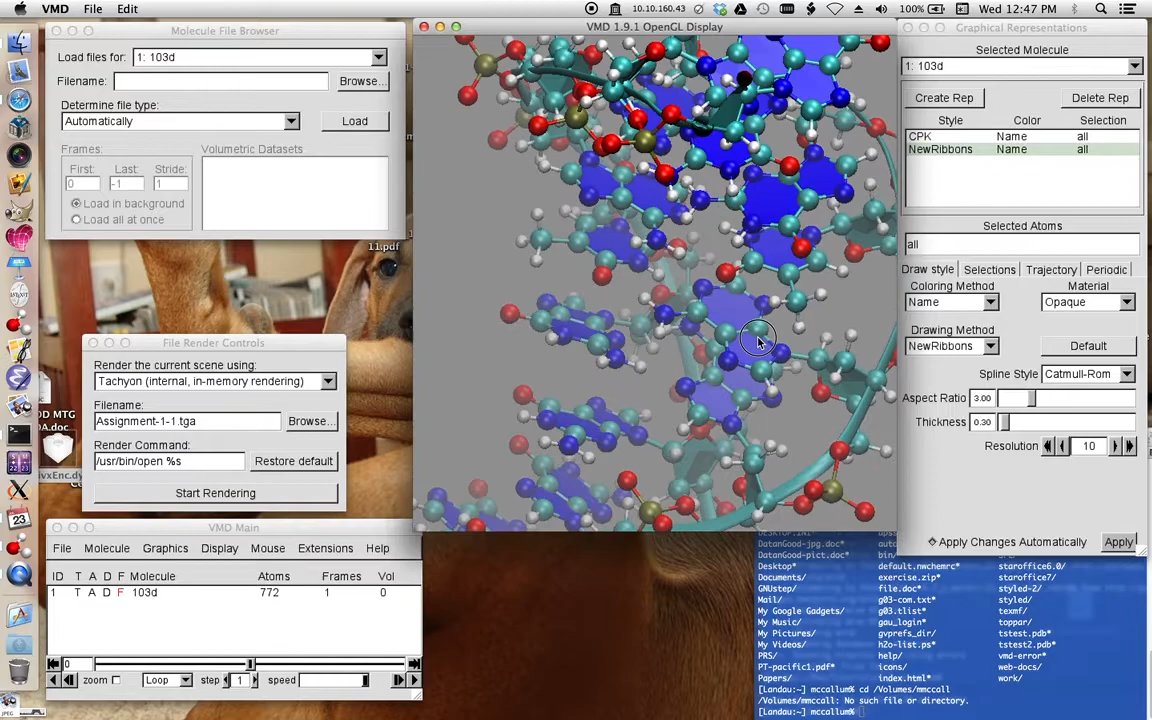 VMD File Edit
10.10.160.43
100% Wed 12:47 PM
Molecule File Browser
Load files for: 1: 103d
Filename:
Browse...
Determine file type:
Automatically
Load
Frames:
Volumetric Datasets
First: Last: Stride:
0 -1 1
Load in background
Load all at once
11.pdf
VMD 1.9.1 OpenGL Display
Graphical Representations
Selected Molecule
1: 103d
Create Rep Delete Rep
Style Color Selection
CPK Name all
NewRibbons Name all
Selected Atoms
all
Draw style Selections Trajectory Periodic
Coloring Method Material
Name Opaque
Drawing Method
NewRibbons Default
Spline Style Catmull-Rom
Aspect Ratio 3.00
Thickness 0.30
Resolution 10
Apply Changes Automatically Apply
File Render Controls
Render the current scene using:
Tachyon (internal, in-memory rendering)
Filename:
Assignment-1-1.tga Browse...
Render Command:
/usr/bin/open %s Restore default
Start Rendering
VMD Main
File Molecule Graphics Display Mouse Extensions Help
ID T A D F Molecule Atoms Frames Vol
1 T A D F 103d 772 1 0
0
zoom Loop step 1 speed
DatanGood-jpg.doc*
DatanGood-pict.doc* bin/
Desktop* default.nwchemrc* staroffice6.0/
Documents/ exercise.zip* staroffice7/
GNUstep/ file.doc* styled-2/
Mail/ g03-com.txt* styled/
My Google Gadgets/ g03.tlist* texmf/
My Music/ gau_login* toppar/
My Pictures/ gvprefs_dir/ tstest.pdb*
My Videos/ h2o-list.ps* tstest2.pdb*
PRS/ help/ vmd-error*
PT-pacific1.pdf* icons/ web-docs/
Papers/ index.html* work/
[Landau:~] mccallum% cd /Volumes/mmccall
/Volumes/mmccall: No such file or directory.
[Landau:~] mccallum%